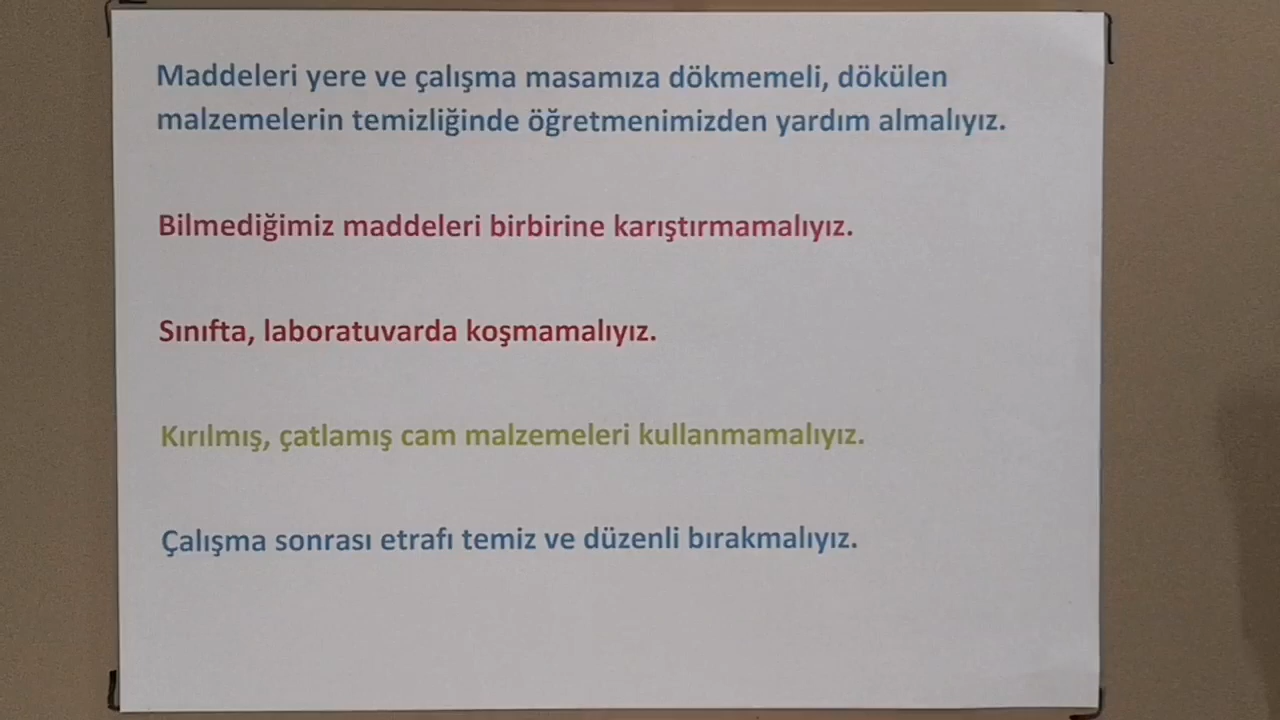 Maddeleri yere ve çalışma masamıza dökmemeli, dökülen
malzemelerin temizliğinde öğretmenimizden yardım almalıyız.
Bilmediğimiz maddeleri birbirine karıştırmamalıyız.
Sınıfta, laboratuvarda koşmamalıyız.
Kırılmış, çatlamış cam malzemeleri kullanmamalıyız.
Çalışma sonrası etrafı temiz ve düzenli bırakmalıyız.